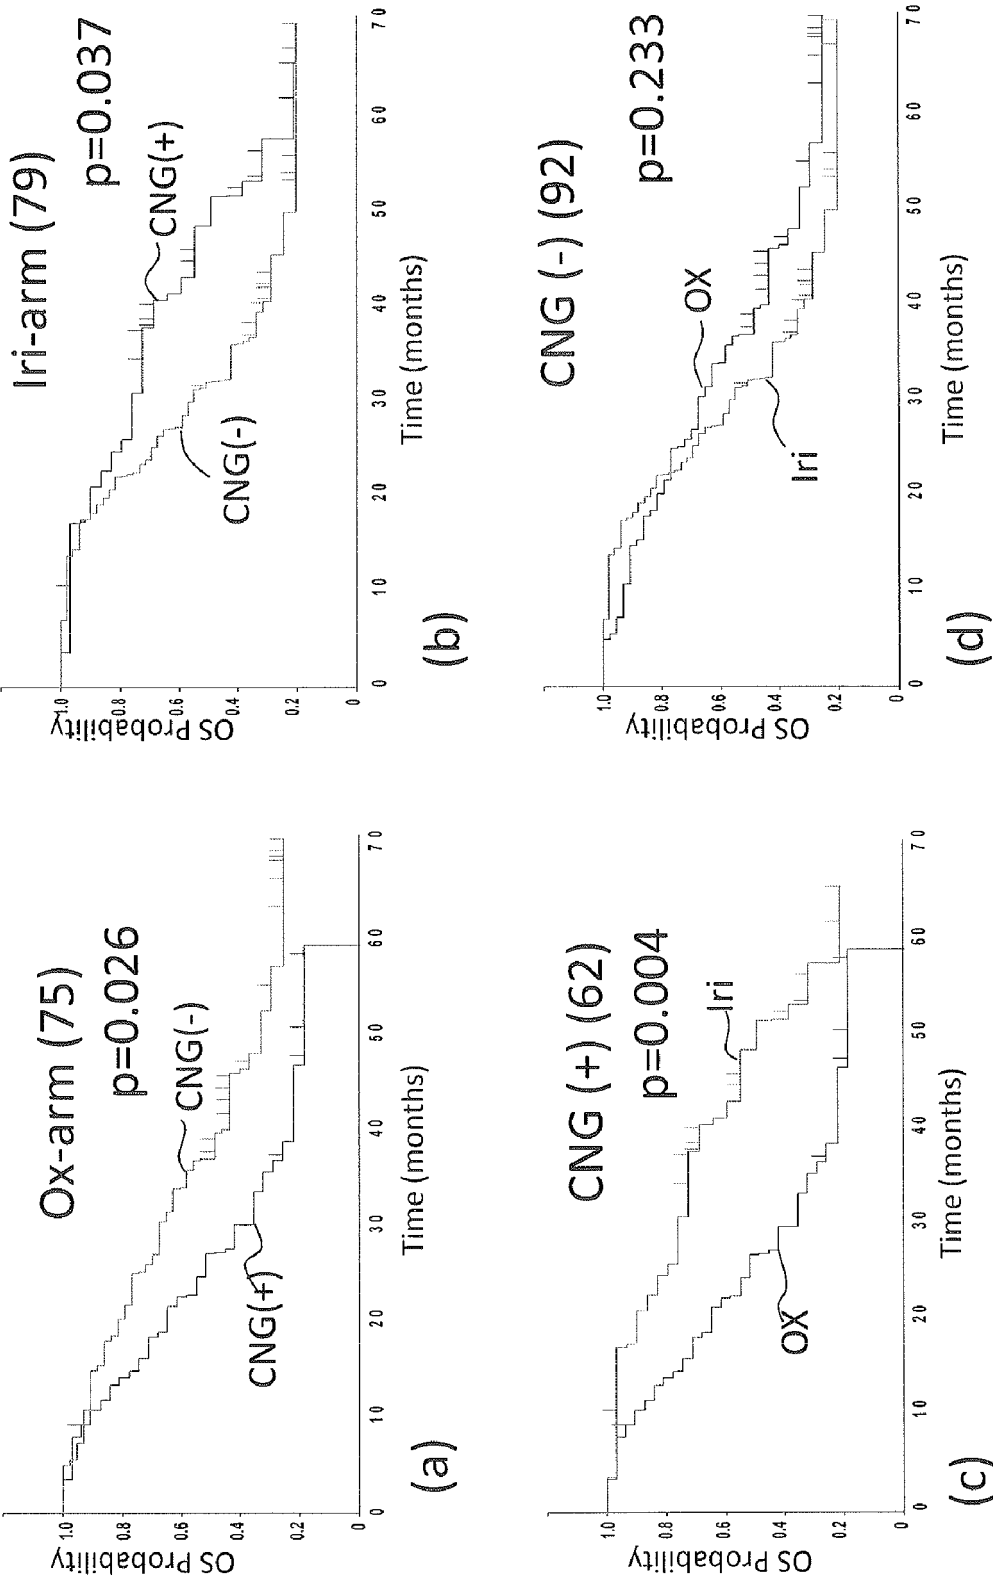 Ox-arm (75)
p=0.026
CNG(-)
CNG(+)
OS Probability
1.0
0.8
0.6
0.4
0.2
0
0 10 20 30 40 50 60 70
Time (months)
(a)
Iri-arm (79)
p=0.037
CNG(+)
CNG(-)
OS Probability
1.0
0.8
0.6
0.4
0.2
0
0 10 20 30 40 50 60 70
Time (months)
(b)
CNG (+) (62)
p=0.004
Iri
OX
OS Probability
1.0
0.8
0.6
0.4
0.2
0
0 10 20 30 40 50 60 70
Time (months)
(c)
CNG (-) (92)
p=0.233
OX
Iri
OS Probability
1.0
0.8
0.6
0.4
0.2
0
0 10 20 30 40 50 60 70
Time (months)
(d)